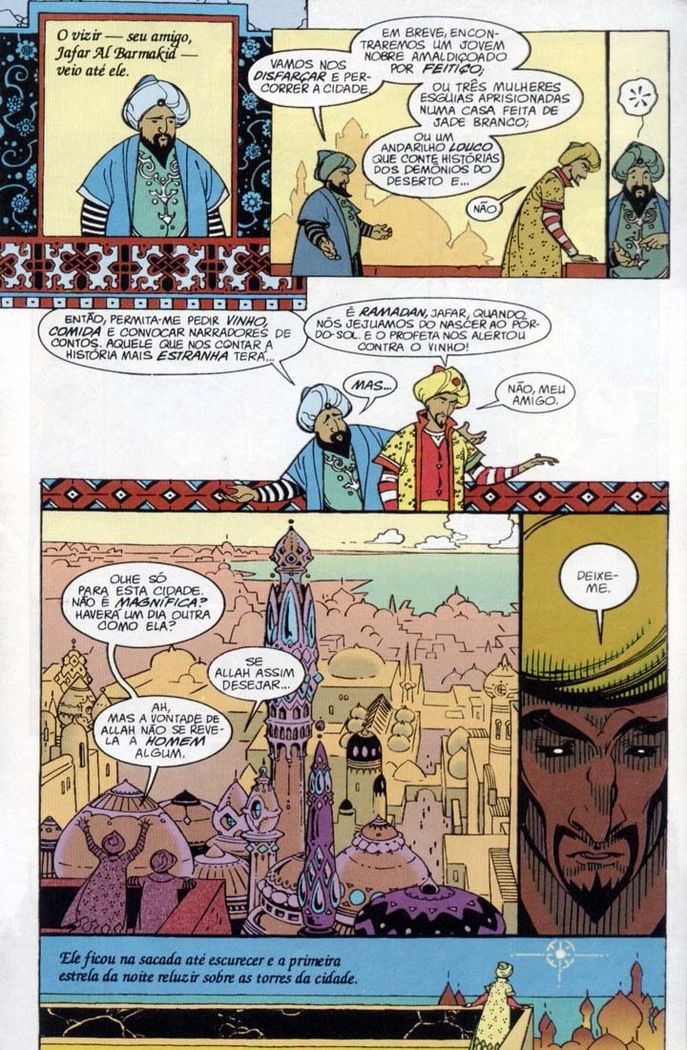 O vizir — seu amigo,
Jafar Al Barmakid —
veio até ele.
VAMOS NOS
DISFARÇAR E PER-
CORRER A CIDADE.
EM BREVE, ENCON-
TRAREMOS UM JOVEM
NOBRE AMALDIÇOADO
POR FEITIÇO;
OU TRÊS MULHERES
ESGUIAS APRISIONADAS
NUMA CASA FEITA DE
JADE BRANCO;
OU UM
ANDARILHO LOUCO
QUE CONTE HISTÓRIAS
DOS DEMÔNIOS DO
DESERTO E...
NÃO.
ENTÃO, PERMITA-ME PEDIR VINHO,
COMIDA E CONVOCAR NARRADORES DE
CONTOS. AQUELE QUE NOS CONTAR A
HISTÓRIA MAIS ESTRANHA TERÁ...
É RAMADAN, JAFAR, QUANDO
NÓS JEJUAMOS DO NASCER AO PÔR-
DO-SOL. E O PROFETA NOS ALERTOU
CONTRA O VINHO!
MAS...
NÃO, MEU
AMIGO.
OLHE SÓ
PARA ESTA CIDADE.
NÃO É MAGNÍFICA?
HAVERÁ UM DIA OUTRA
COMO ELA?
SE
ALLAH ASSIM
DESEJAR...
AH,
MAS A VONTADE DE
ALLAH NÃO SE REVE-
LA A HOMEM
ALGUM.
DEIXE-
ME.
Ele ficou na sacada até escurecer e a primeira
estrela da noite reluzir sobre as torres da cidade.